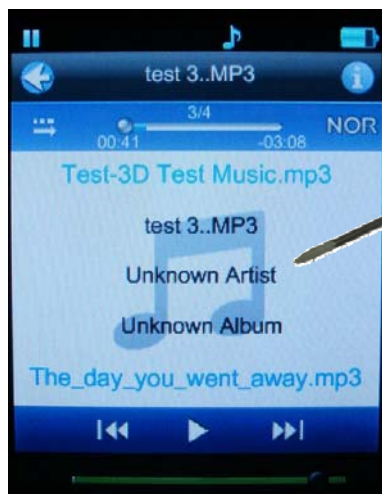 test 3..MP3
3/4
NOR
00:41
-03:08
Test-3D Test Music.mp3
test 3..MP3
Unknown Artist
Unknown Album
The_day_you_went_away.mp3